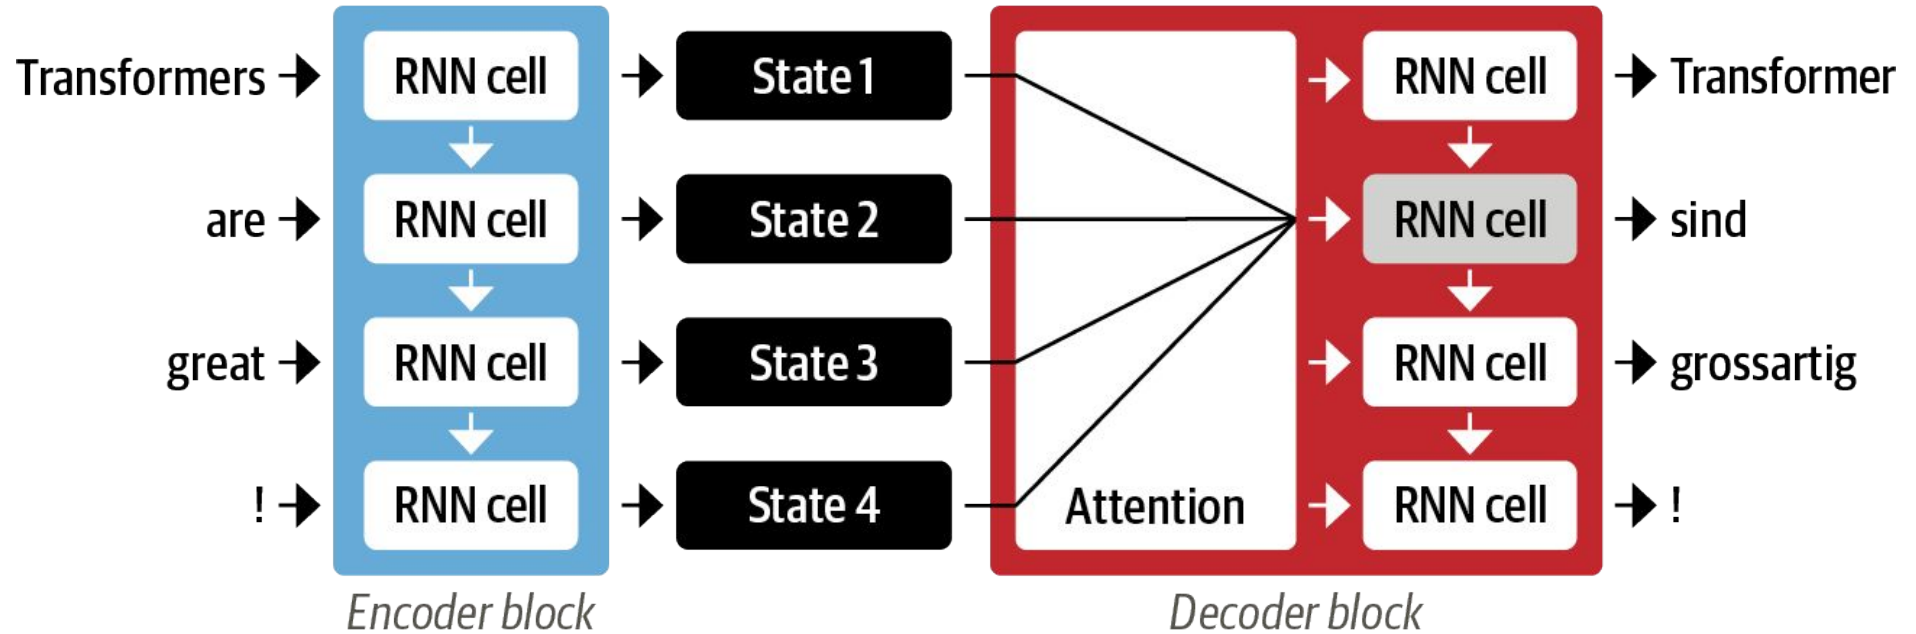 Transformers RNN cell State 1 RNN cell Transformer
are RNN cell State 2 RNN cell sind
great RNN cell State 3 RNN cell grossartig
! RNN cell State 4 Attention RNN cell !
Encoder block Decoder block